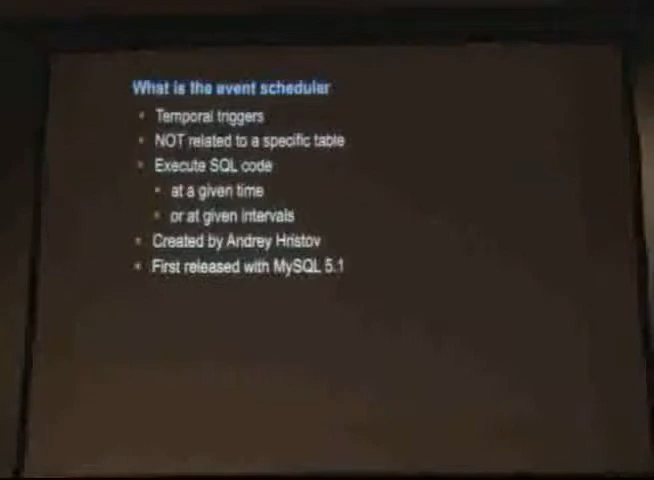 What is the event scheduler
Temporal triggers
NOT related to a specific table
Execute SQL code
at a given time
or at given intervals
Created by Andrey Hristov
First released with MySQL 5.1